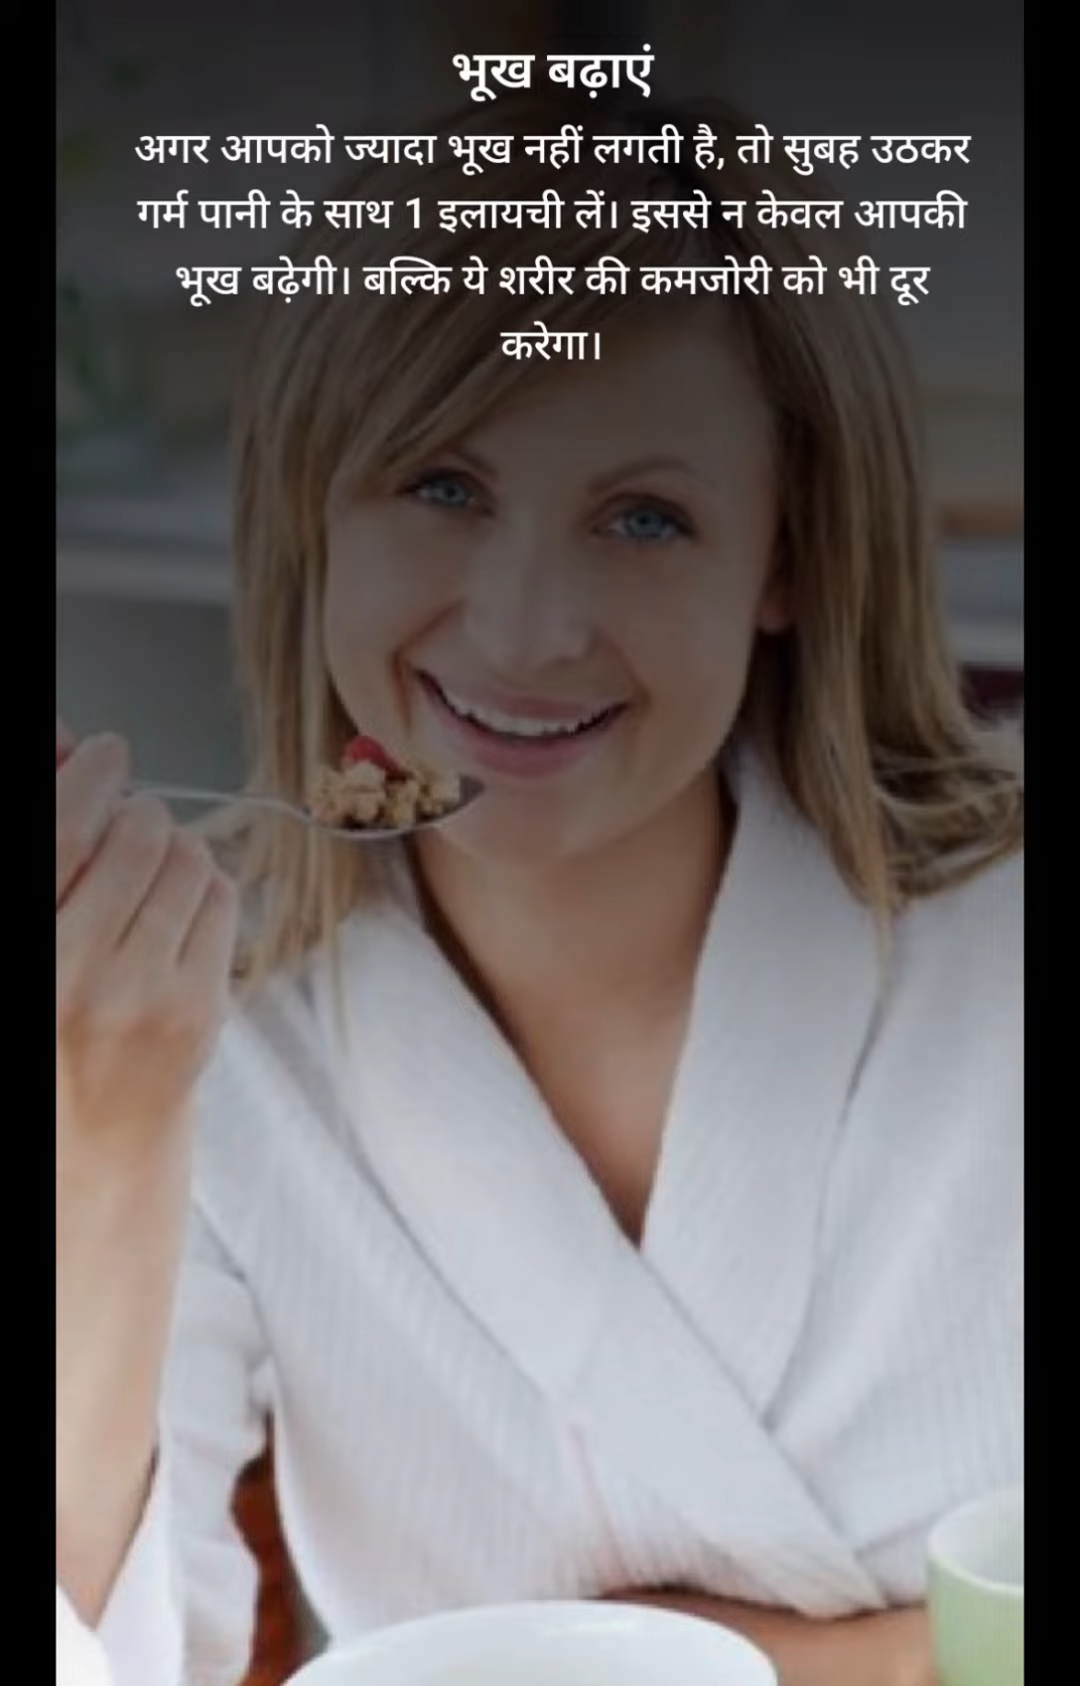 भूख बढ़ाएं
अगर आपको ज्यादा भूख नहीं लगती है, तो सुबह उठकर
गर्म पानी के साथ 1 इलायची लें। इससे न केवल आपकी
भूख बढ़ेगी। बल्कि ये शरीर की कमजोरी को भी दूर
करेगा।